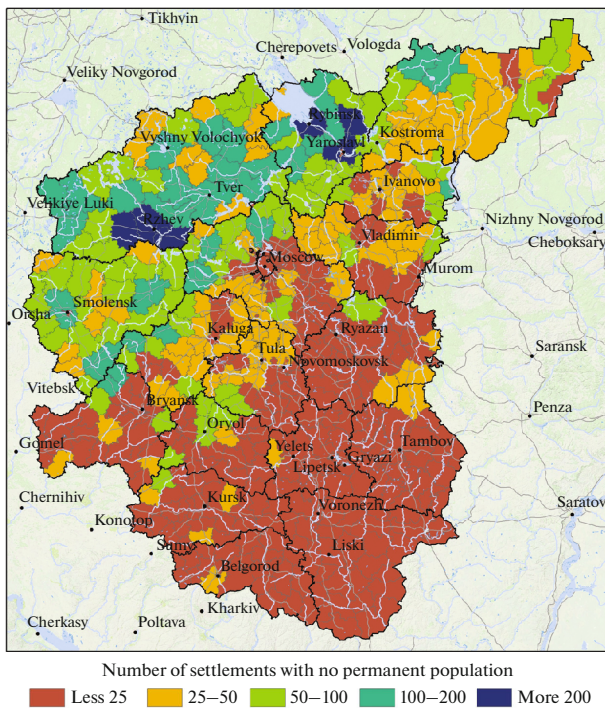 Tikhvin
Cherepovets
Vologda
Veliky Novgorod
Rybinsk
Vyshny Volochyok
Yaroslavl
Kostroma
Ivanovo
Tver
Velikiye Luki
Rzhev
Nizhny Novgorod
Vladimir
Cheboksary
Moscow
Murom
Smolensk
Orsha
Kaluga
Ryazan
Tula
Saransk
Novomoskovsk
Vitebsk
Bryansk
Penza
Oryol
Gomel
Yelets
Tambov
Lipetsk
Gryazi
Chernihiv
Kursk
Voronezh
Saratov
Konotop
Sumy
Liski
Belgorod
Kharkiv
Cherkasy
Poltava
Number of settlements with no permanent population
Less 25 25–50 50–100 100–200 More 200